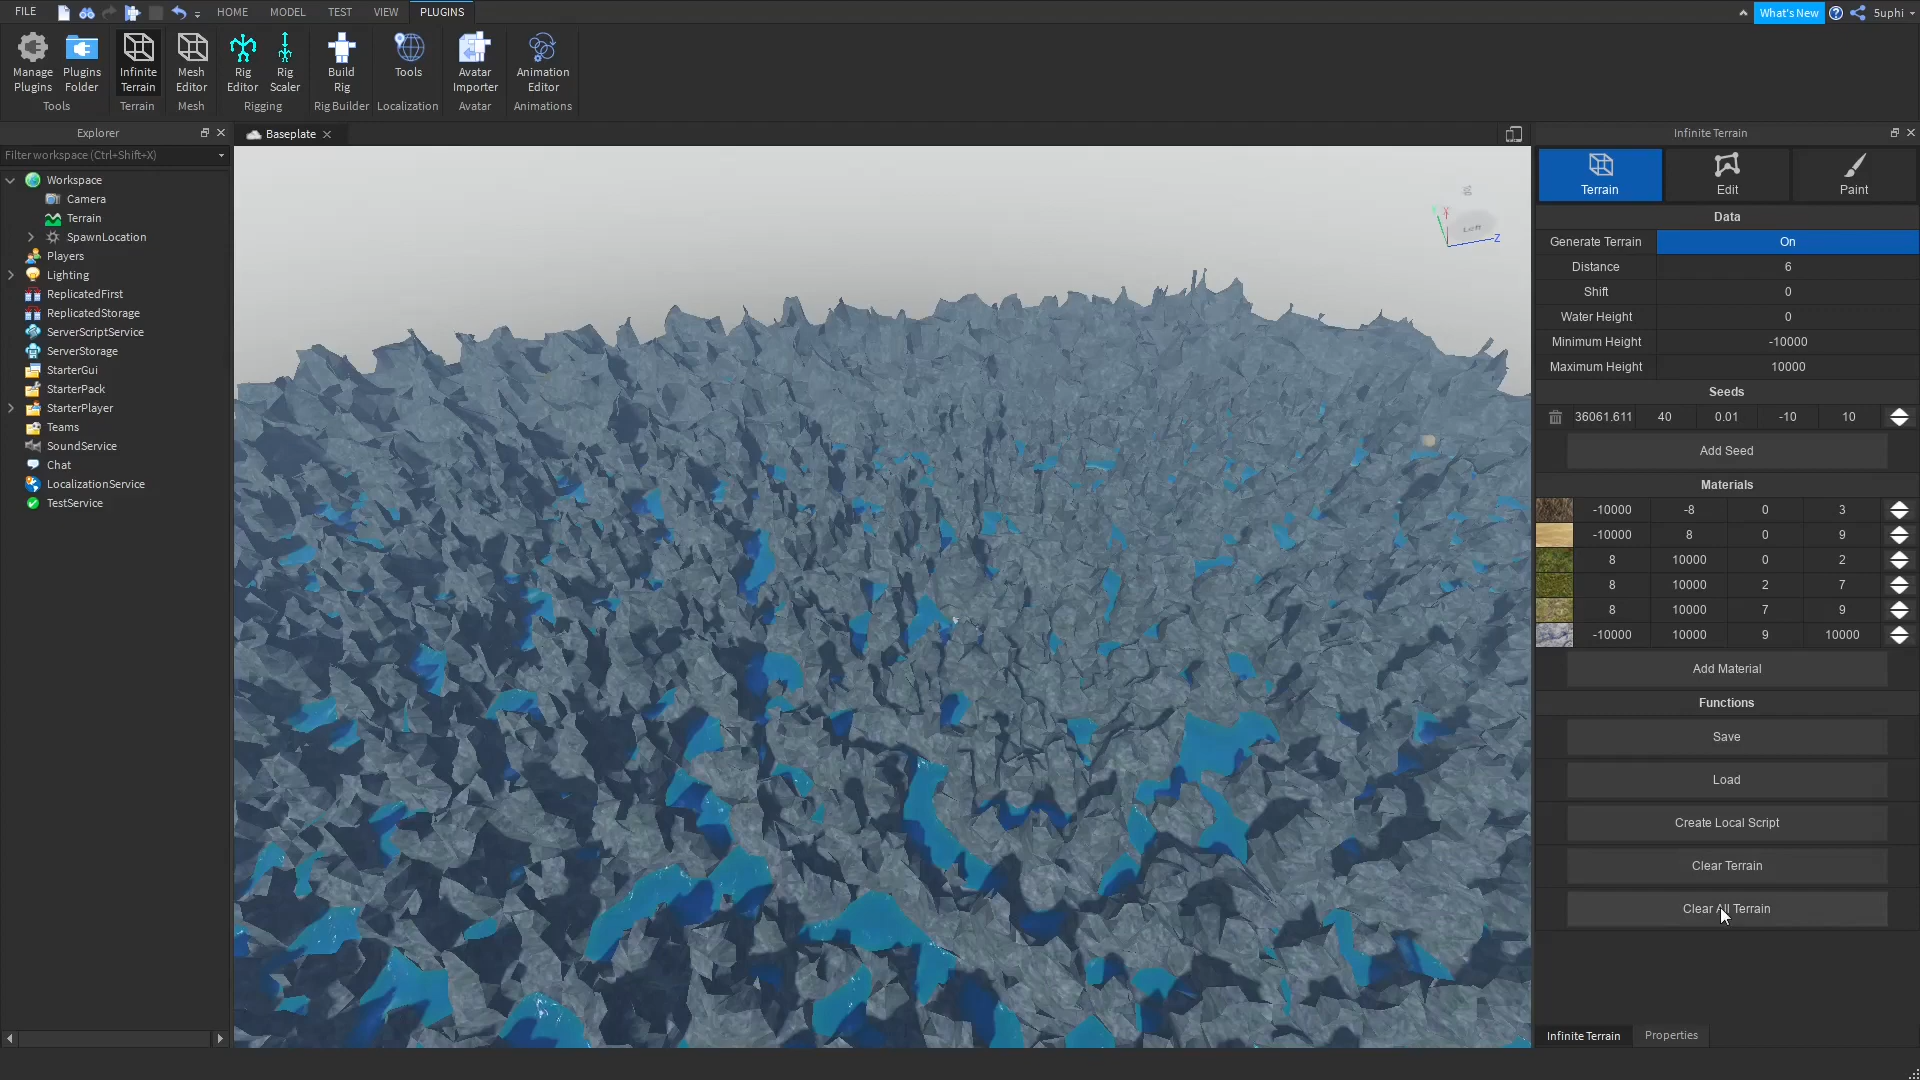 FILE HOME MODEL TEST VIEW PLUGINS What's New 5uphi
Manage Plugins
Plugins Folder
Infinite Terrain
Mesh Editor
Rig Editor
Rig Scaler
Build Rig
Tools
Avatar Importer
Animation Editor
Tools Terrain Mesh Rigging Rig Builder Localization Avatar Animations
Explorer
Filter workspace (Ctrl+Shift+X)
Workspace
Camera
Terrain
SpawnLocation
Players
Lighting
ReplicatedFirst
ReplicatedStorage
ServerScriptService
ServerStorage
StarterGui
StarterPack
StarterPlayer
Teams
SoundService
Chat
LocalizationService
TestService
Baseplate
Left
X
Z
Infinite Terrain
Terrain Edit Paint
Data
Generate Terrain On
Distance 6
Shift 0
Water Height 0
Minimum Height -10000
Maximum Height 10000
Seeds
36061.611 40 0.01 -10 10
Add Seed
Materials
-10000 -8 0 3
-10000 8 0 9
8 10000 0 2
8 10000 2 7
8 10000 7 9
-10000 10000 9 10000
Add Material
Functions
Save
Load
Create Local Script
Clear Terrain
Clear All Terrain
Infinite Terrain Properties